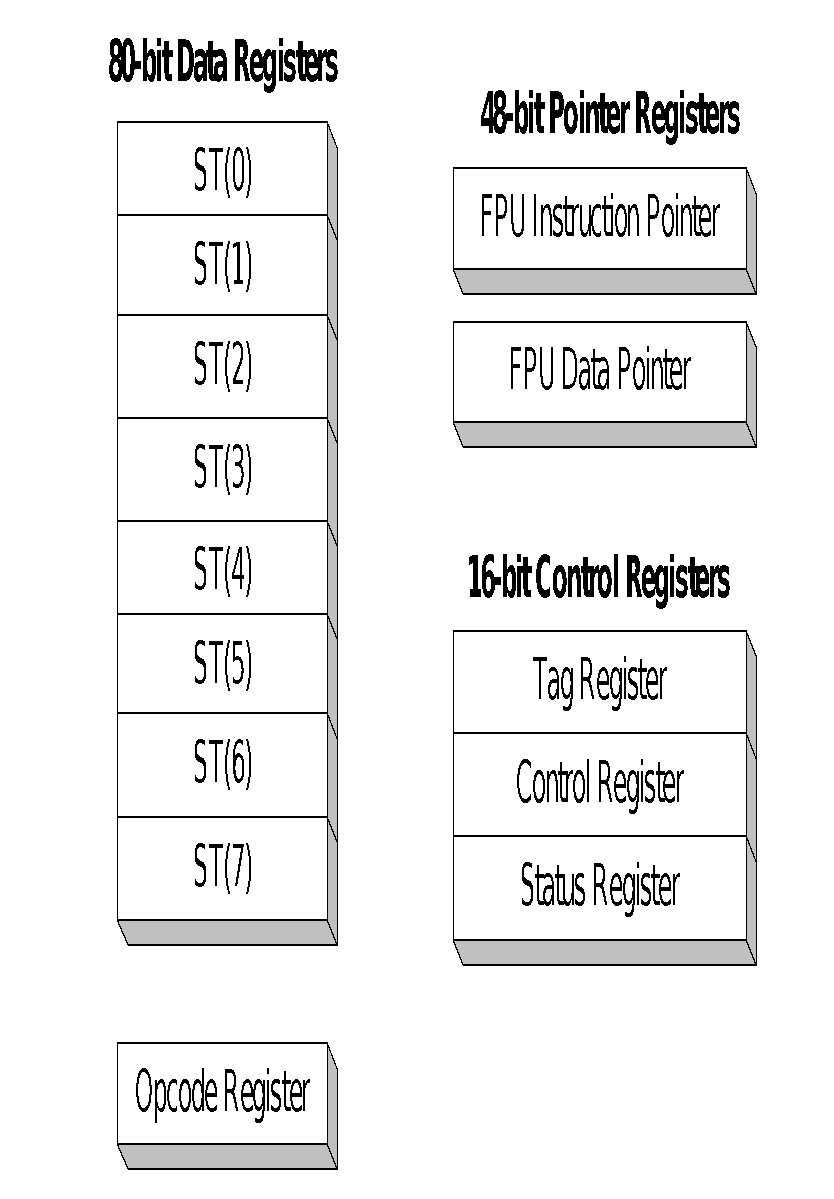 80-bit Data Registers
ST(0)
ST(1)
ST(2)
ST(3)
ST(4)
ST(5)
ST(6)
ST(7)
Opcode Register
48-bit Pointer Registers
FPU Instruction Pointer
FPU Data Pointer
16-bit Control Registers
Tag Register
Control Register
Status Register